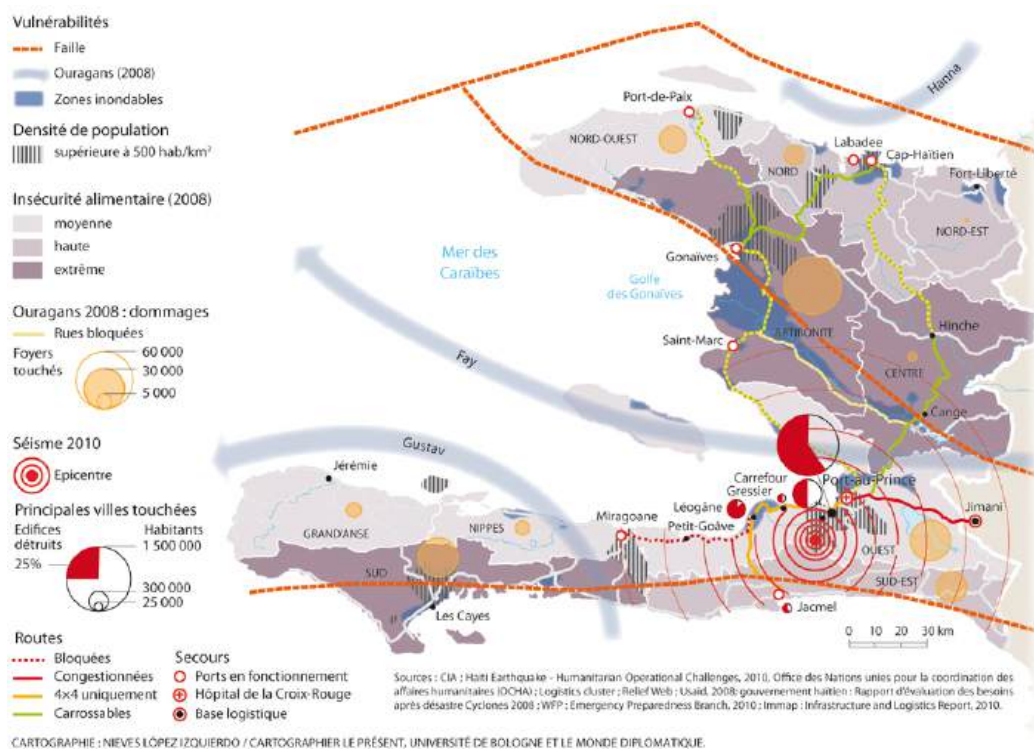 Vulnérabilités
Faille
Ouragans (2008)
Zones inondables
Densité de population
supérieure à 500 hab/km²
Insécurité alimentaire (2008)
moyenne
haute
extrême
Ouragans 2008 : dommages
Rues bloquées
Foyers touchés
60 000
30 000
5 000
Séisme 2010
Epicentre
Principales villes touchées
Edifices détruits
Habitants
25%
1 500 000
300 000
25 000
Routes
Bloquées
Congestionnées
4×4 uniquement
Carrossables
Secours
Ports en fonctionnement
Hôpital de la Croix-Rouge
Base logistique
Hanna
Port-de-Paix
NORD-OUEST
Labadee
Cap-Haïtien
NORD
Fort-Liberté
NORD-EST
Mer des
Caraïbes
Gonaïves
Golfe
des Gonaïves
Hinche
Saint-Marc
ARTIBONITE
CENTRE
Fay
Cange
Gustav
Jérémie
Carrefour
Gressier
Port-au-Prince
Léogâne
Jimani
Miragoane
Petit-Goâve
GRAND'ANSE
NIPPES
OUEST
SUD
SUD-EST
Les Cayes
Jacmel
0 10 20 30 km
Sources : CIA ; Haiti Earthquake - Humanitarian Operational Challenges, 2010, Office des Nations unies pour la coordination des
affaires humanitaires (OCHA) ; Logistics cluster ; Relief Web ; Usaid, 2008; gouvernement haïtien : Rapport d'évaluation des besoins
après-désastre Cyclones 2008 ; WFP : Emergency Preparedness Branch, 2010 ; Immap : Infrastructure and Logistics Report, 2010.
CARTOGRAPHIE : NIEVES LÓPEZ IZQUIERDO / CARTOGRAPHIER LE PRÉSENT, UNIVERSITÉ DE BOLOGNE ET LE MONDE DIPLOMATIQUE.